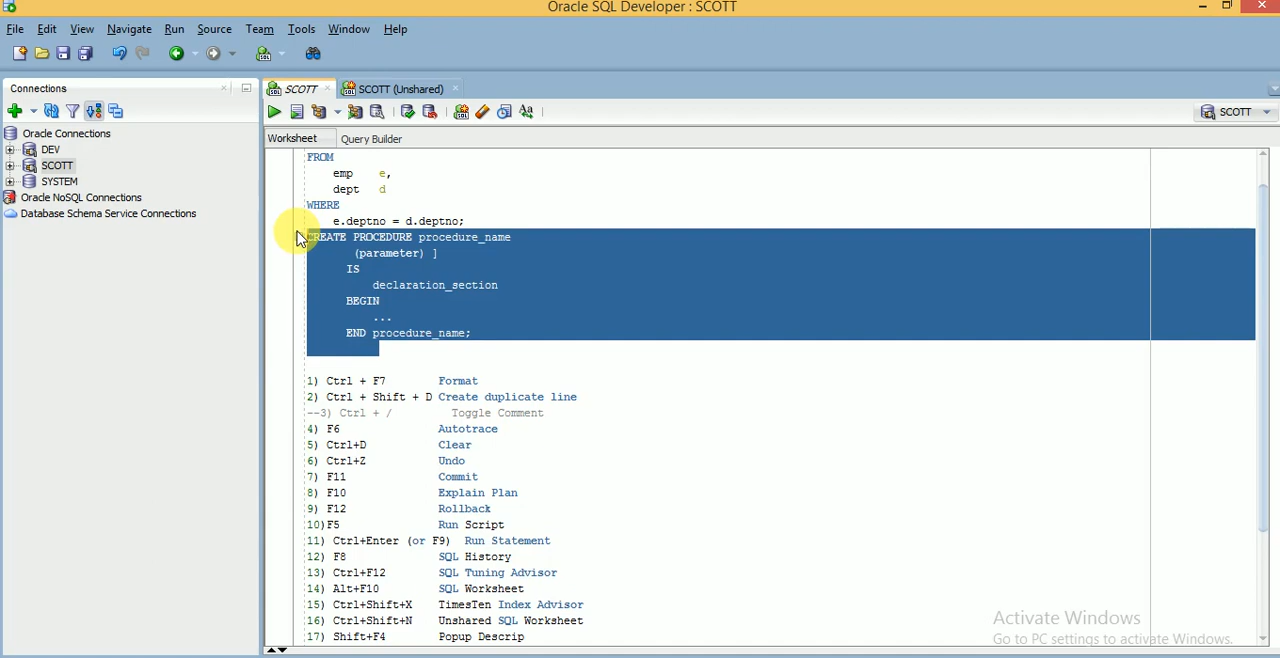 Oracle SQL Developer : SCOTT
File Edit View Navigate Run Source Team Tools Window Help
Connections
SCOTT
SCOTT (Unshared)
SCOTT
Worksheet Query Builder
Oracle Connections
DEV
SCOTT
SYSTEM
Oracle NoSQL Connections
Database Schema Service Connections
FROM
emp e,
dept d
WHERE
e.deptno = d.deptno;
CREATE PROCEDURE procedure_name
(parameter) ]
IS
declaration_section
BEGIN
...
END procedure_name;
1) Ctrl + F7 Format
2) Ctrl + Shift + D Create duplicate line
--3) Ctrl + / Toggle Comment
4) F6 Autotrace
5) Ctrl+D Clear
6) Ctrl+Z Undo
7) F11 Commit
8) F10 Explain Plan
9) F12 Rollback
10)F5 Run Script
11) Ctrl+Enter (or F9) Run Statement
12) F8 SQL History
13) Ctrl+F12 SQL Tuning Advisor
14) Alt+F10 SQL Worksheet
15) Ctrl+Shift+X TimesTen Index Advisor
16) Ctrl+Shift+N Unshared SQL Worksheet
17) Shift+F4 Popup Descrip
Activate Windows
Go to PC settings to activate Windows.